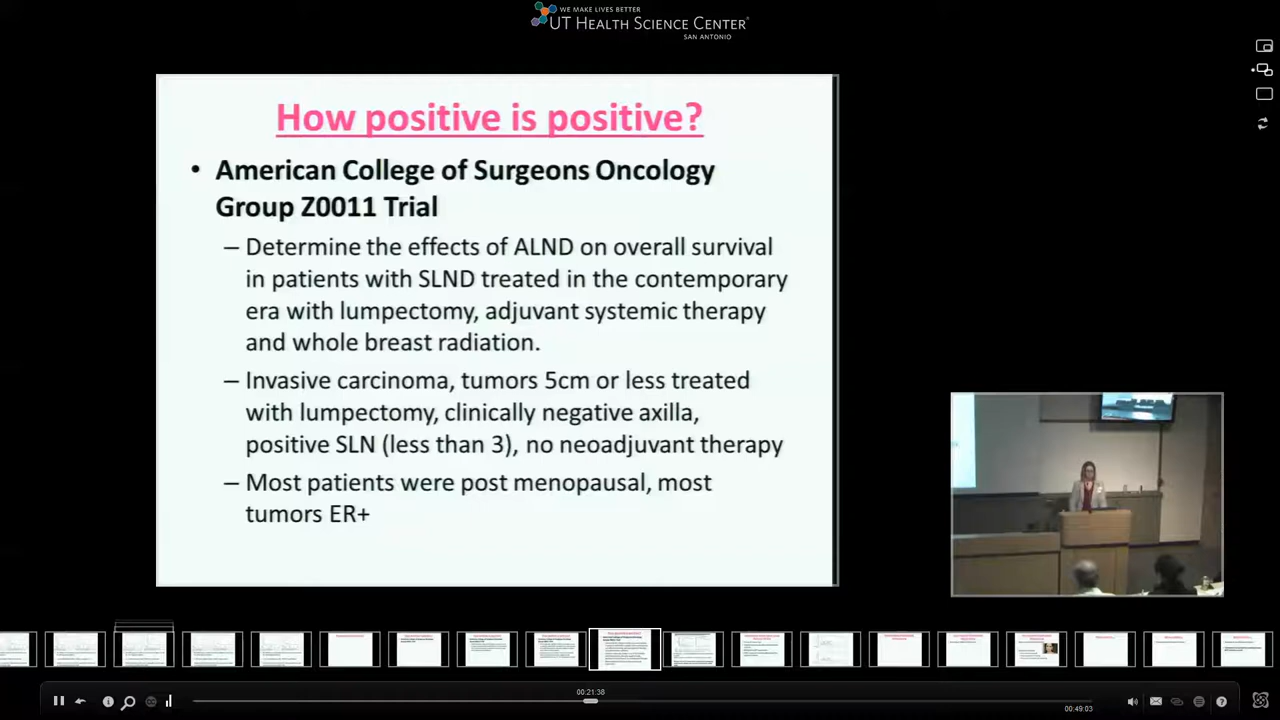 WE MAKE LIVES BETTER
UT HEALTH SCIENCE CENTER®
SAN ANTONIO
How positive is positive?
• American College of Surgeons Oncology
Group Z0011 Trial
– Determine the effects of ALND on overall survival
in patients with SLND treated in the contemporary
era with lumpectomy, adjuvant systemic therapy
and whole breast radiation.
– Invasive carcinoma, tumors 5cm or less treated
with lumpectomy, clinically negative axilla,
positive SLN (less than 3), no neoadjuvant therapy
– Most patients were post menopausal, most
tumors ER+
00:21:38
00:49:03